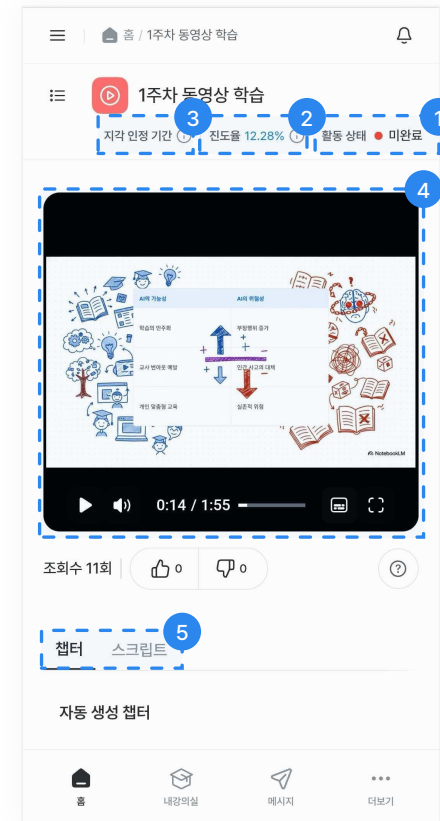 홈 / 1주차 동영상 학습
1주차 동영상 학습
3
2
1
지각 인정 기간
진도율 12.28%
활동 상태 미완료
4
AI의 가능성
AI의 위험성
학습의 민주화
부정행위 증가
교사 번아웃 예방
인간 사고의 대체
개인 맞춤형 교육
실존적 위험
NotebookLM
0:14 / 1:55
조회수 11회
0
0
5
챕터
스크립트
자동 생성 챕터
홈
내강의실
메시지
더보기